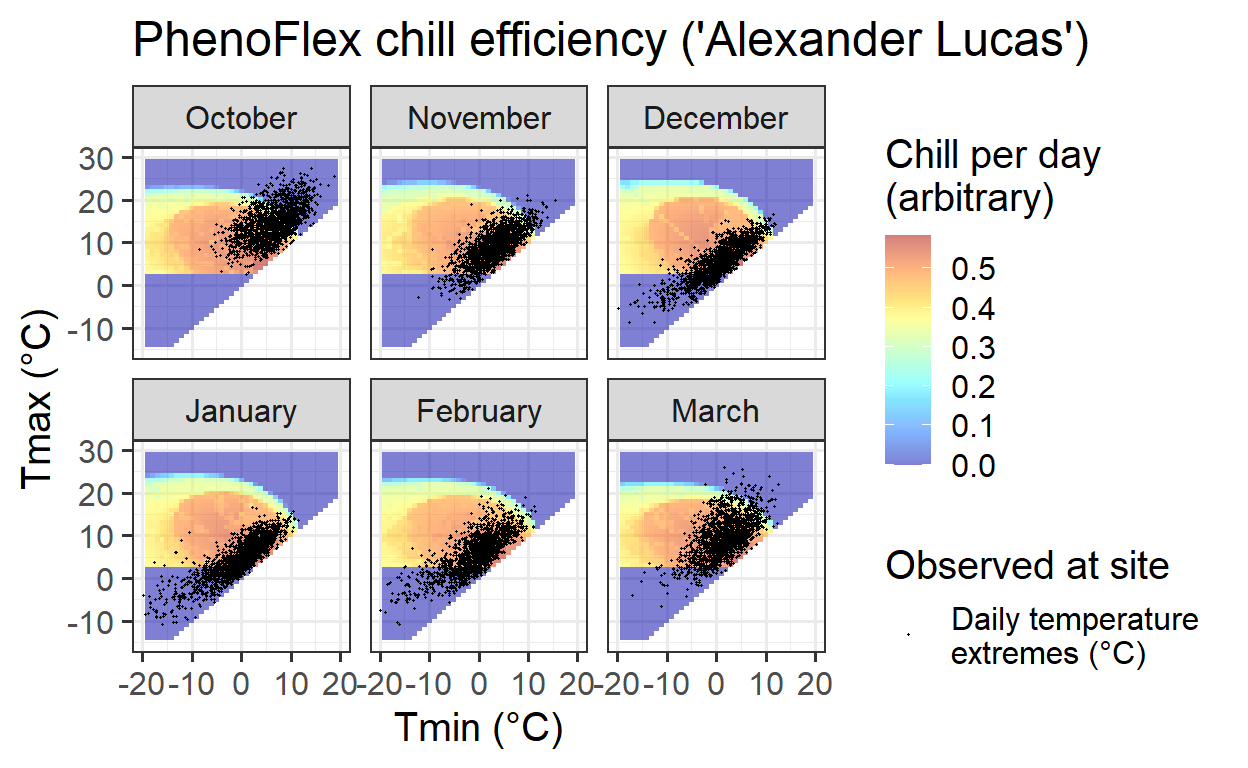 PhenoFlex chill efficiency ('Alexander Lucas')
October November December
30
20
10
0
-10
January February March
30
20
10
0
-10
-20 -10 0 10 20 -20 -10 0 10 20 -20 -10 0 10 20
Tmax (°C)
Tmin (°C)
Chill per day
(arbitrary)
0.5
0.4
0.3
0.2
0.1
0.0
Observed at site
Daily temperature
extremes (°C)